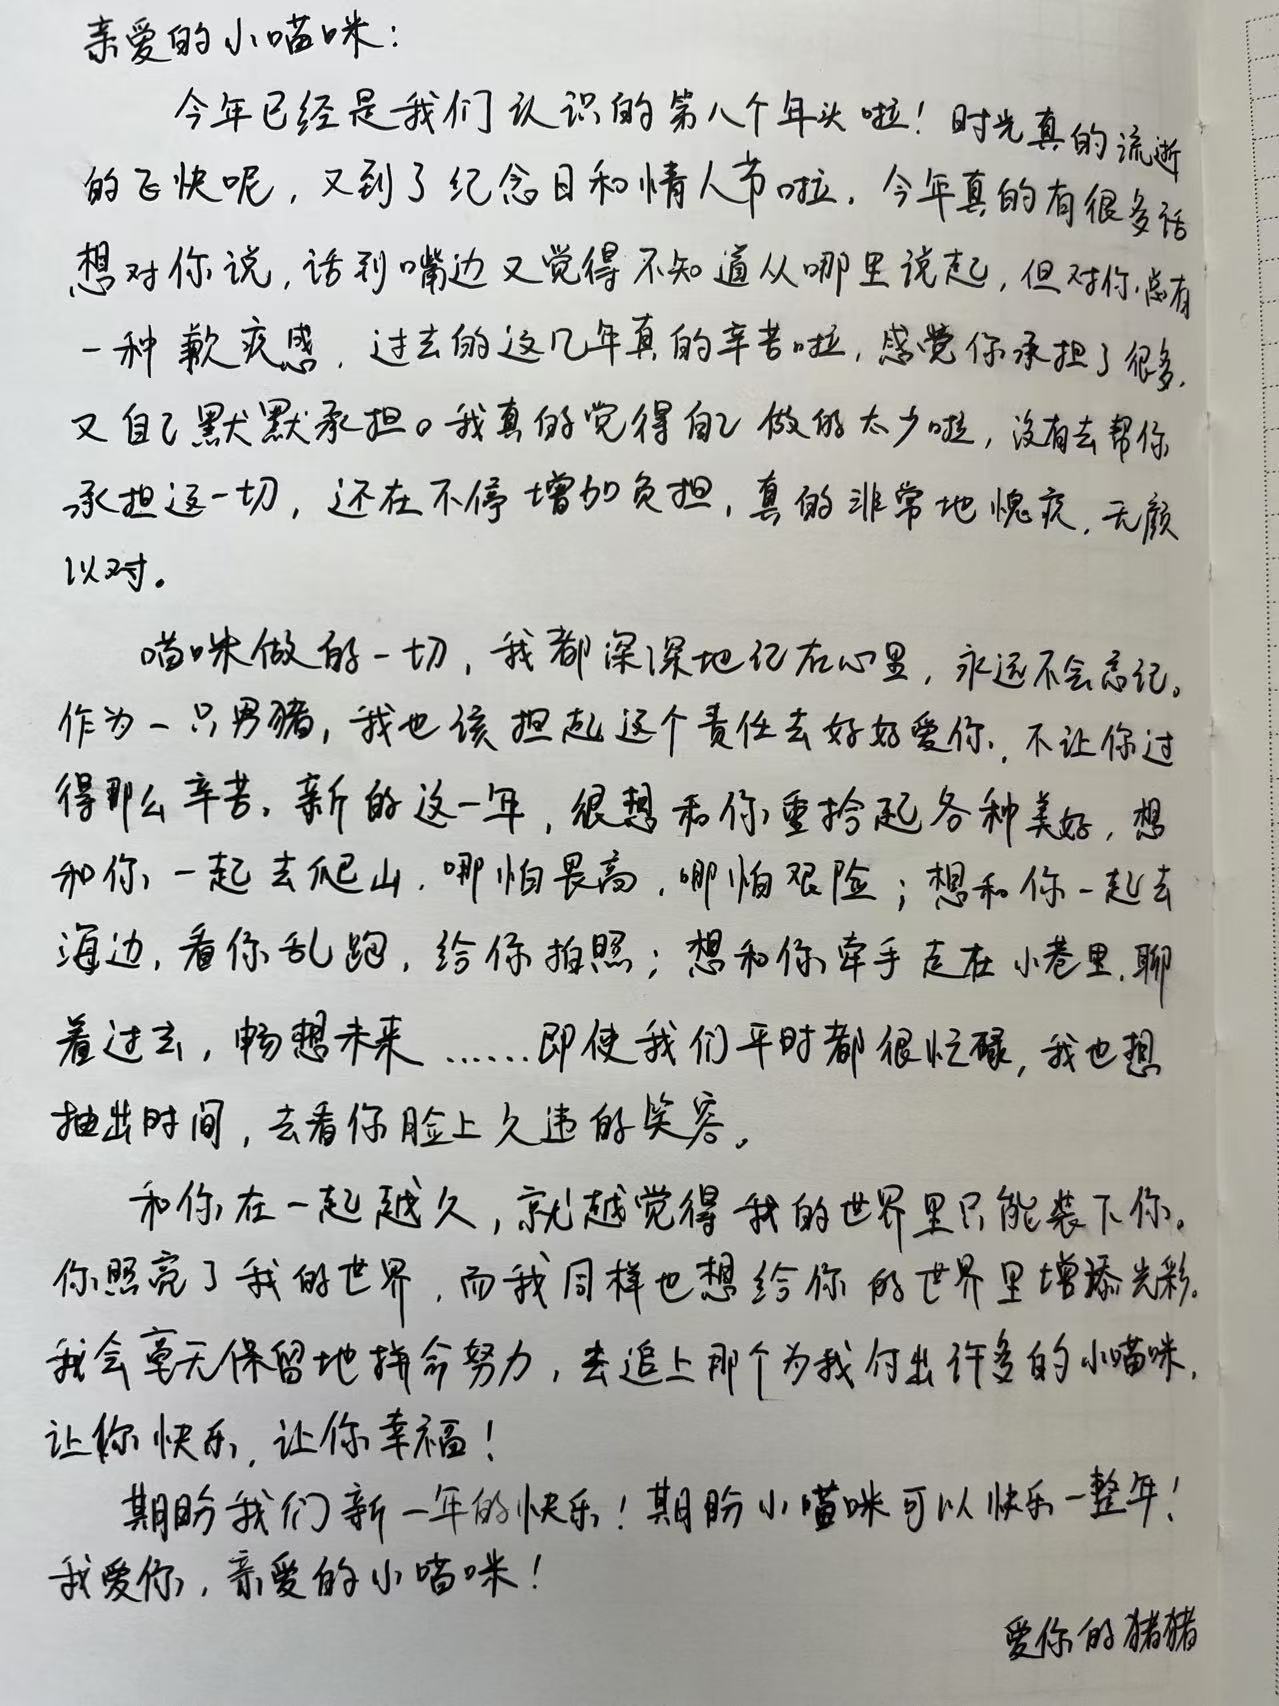 亲爱的小喵咪：
今年已经是我们认识的第八个年头啦！时光真的流逝
的飞快呢，又到了纪念日和情人节啦，今年真的有很多话
想对你说，话到嘴边又觉得不知道从哪里说起，但对你总有
一种歉疚感，过去的这几年真的辛苦啦，感觉你承担了很多，
又自己默默承担。我真的觉得自己做的太少啦，没有去帮你
承担这一切，还在不停增加负担，真的非常地愧疚，无颜
以对。
喵咪做的一切，我都深深地记在心里，永远不会忘记。
作为一只男猪，我也该担起这个责任去好好爱你，不让你过
得那么辛苦。新的这一年，很想和你重拾起各种美好，想
和你一起去爬山，哪怕畏高，哪怕艰险；想和你一起去
海边，看你乱跑，给你拍照；想和你牵手走在小巷里，聊
着过去，畅想未来……即使我们平时都很忙碌，我也想
抽出时间，去看你脸上久违的笑容。
和你在一起越久，就越觉得我的世界里只能装下你。
你照亮了我的世界，而我同样也想给你的世界里增添光彩。
我会毫无保留地拼命努力，去追上那个为我付出许多的小喵咪，
让你快乐，让你幸福！
期盼我们新一年的快乐！期盼小喵咪可以快乐一整年！
我爱你，亲爱的小喵咪！
爱你的猪猪